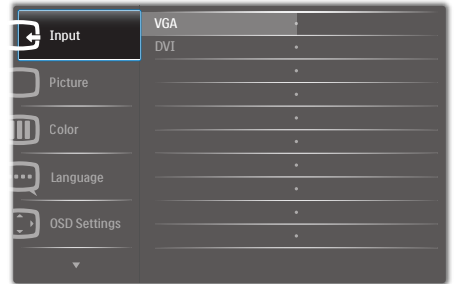 Input
Picture
Color
Language
OSD Settings
VGA
DVI